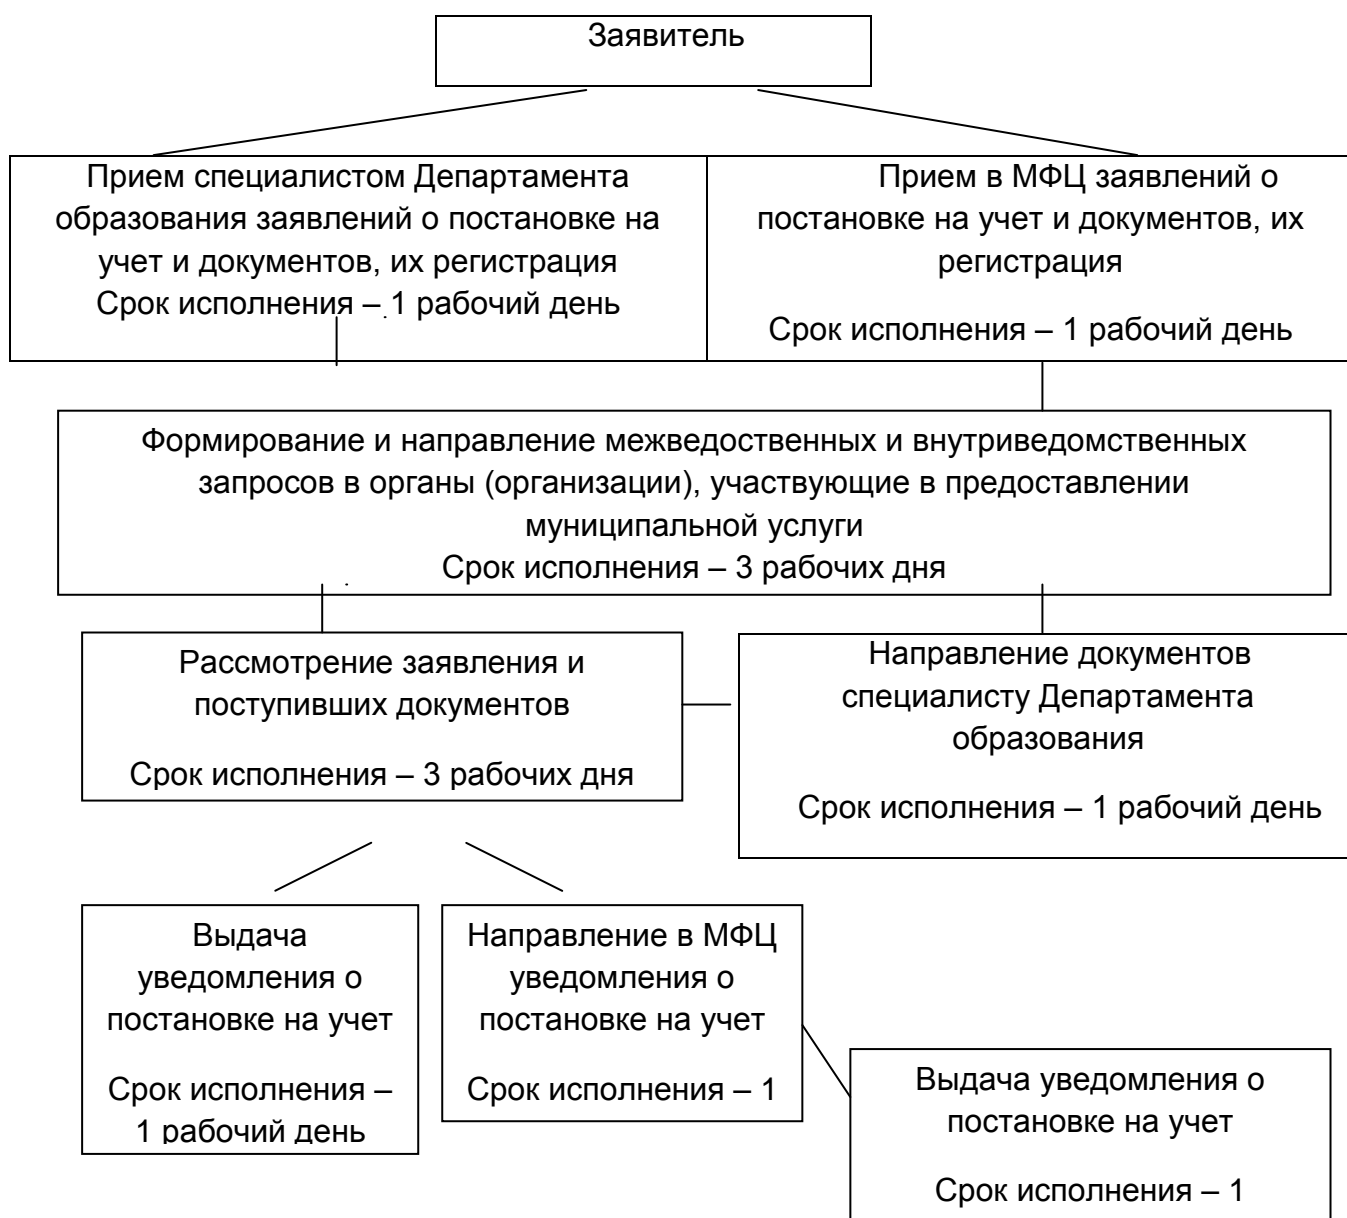 Заявитель
Прием специалистом Департамента
образования заявлений о постановке на
учет и документов, их регистрация
Срок исполнения – 1 рабочий день
Прием в МФЦ заявлений о
постановке на учет и документов, их
регистрация
Срок исполнения – 1 рабочий день
Формирование и направление межведоственных и внутриведомственных
запросов в органы (организации), участвующие в предоставлении
муниципальной услуги
Срок исполнения – 3 рабочих дня
Рассмотрение заявления и
поступивших документов
Срок исполнения – 3 рабочих дня
Направление документов
специалисту Департамента
образования
Срок исполнения – 1 рабочий день
Выдача
уведомления о
постановке на учет
Срок исполнения –
1 рабочий день
Направление в МФЦ
уведомления о
постановке на учет
Срок исполнения – 1
Выдача уведомления о
постановке на учет
Срок исполнения – 1